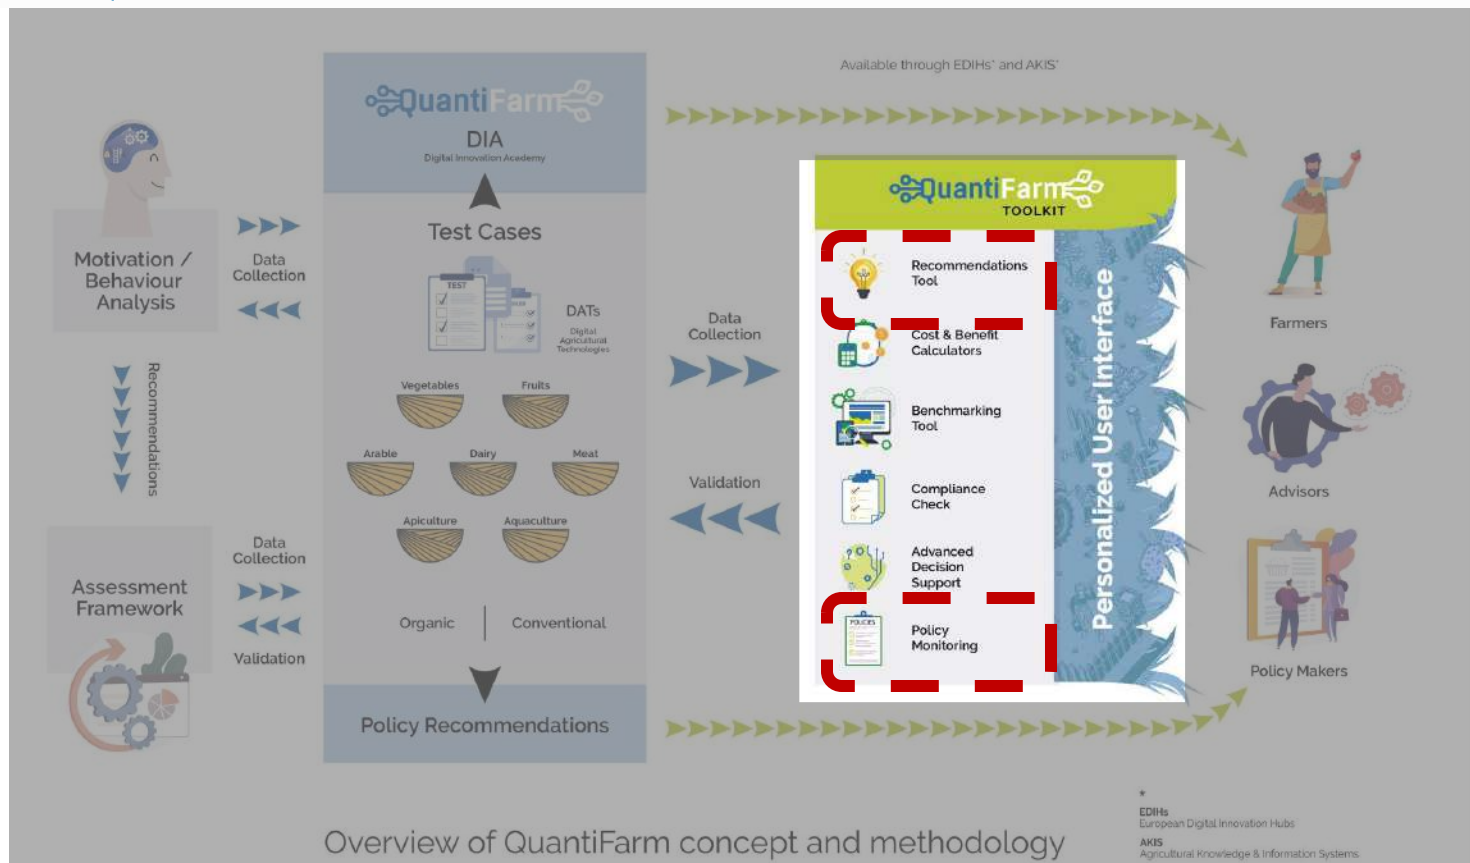 Available through EDIHs* and AKIS*
QuantiFarm
DIA
Digital Innovation Academy
Motivation /
Behaviour
Analysis
Data
Collection
Recommendations
Assessment
Framework
Data
Collection
Validation
Test Cases
TEST
DATs
Digital
Agricultural
Technologies
Vegetables
Fruits
Arable
Dairy
Meat
Apiculture
Aquaculture
Organic
Conventional
Policy Recommendations
Data
Collection
Validation
QuantiFarm
TOOLKIT
Recommendations
Tool
Cost & Benefit
Calculators
Benchmarking
Tool
Compliance
Check
Advanced
Decision
Support
POLICIES
Policy
Monitoring
Personalized User Interface
Farmers
Advisors
Policy Makers
Overview of QuantiFarm concept and methodology
*
EDIHs
European Digital Innovation Hubs
AKIS
Agricultural Knowledge & Information Systems